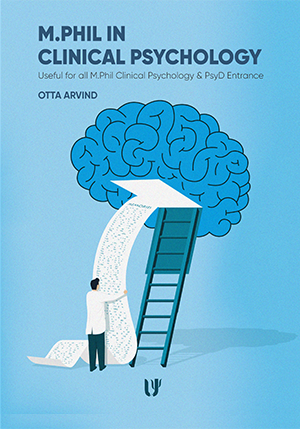 M.PHIL IN
CLINICAL PSYCHOLOGY
Useful for all M.Phil Clinical Psychology & PsyD Entrance
OTTA ARVIND